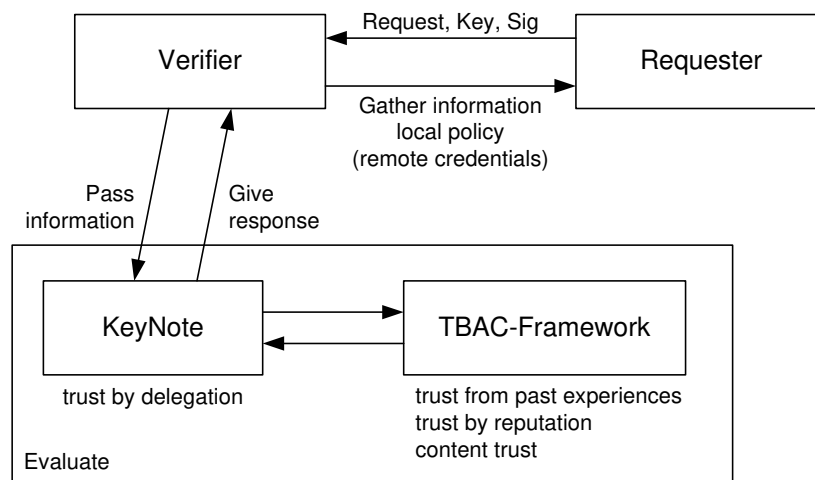 Request, Key, Sig
Verifier
Requester
Gather information
local policy
(remote credentials)
Pass
information
Give
response
KeyNote
TBAC-Framework
trust by delegation
trust from past experiences
trust by reputation
content trust
Evaluate